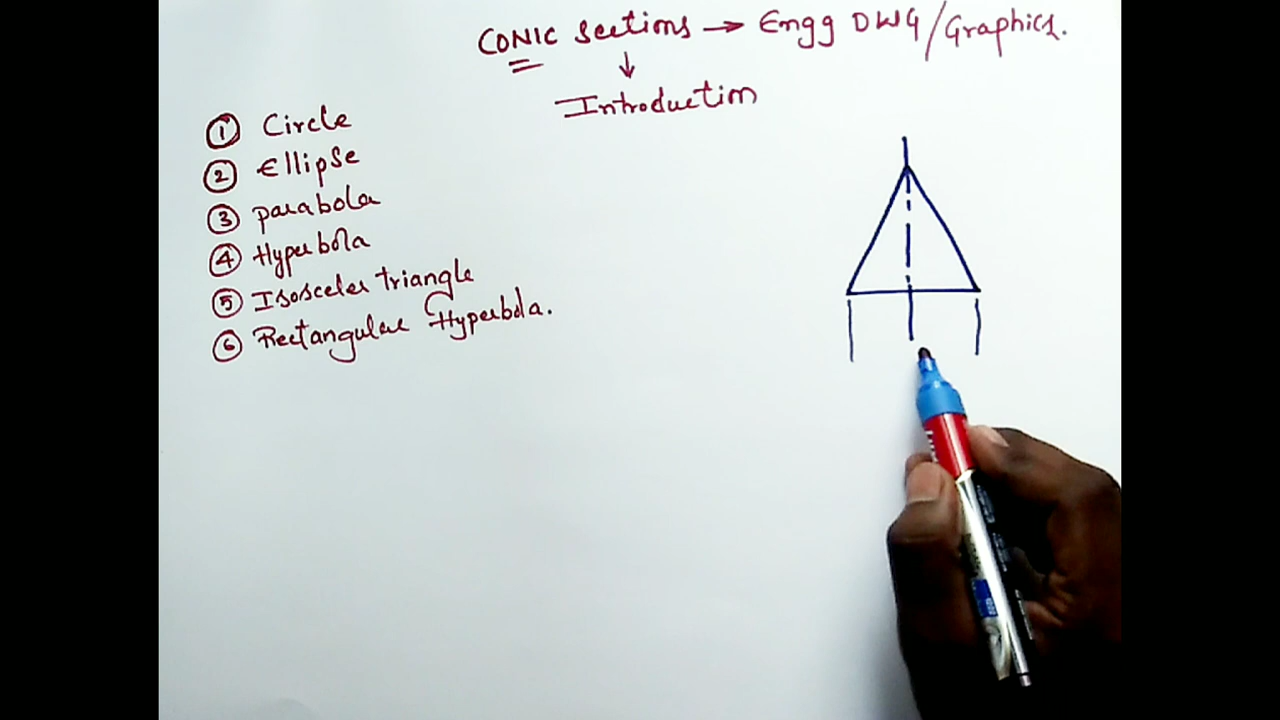 CONIC Sections → Engg DWG/Graphics.
↓
Introduction
① Circle
② Ellipse
③ parabola
④ Hyperbola
⑤ Isosceles triangle
⑥ Rectangular Hyperbola.